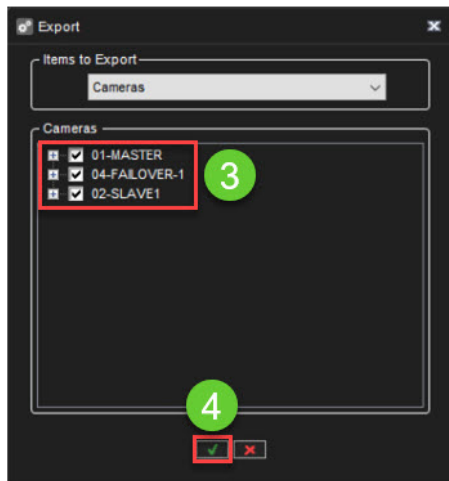 Export
Items to Export
Cameras
Cameras
01-MASTER
04-FAILOVER-1
02-SLAVE1
3
4